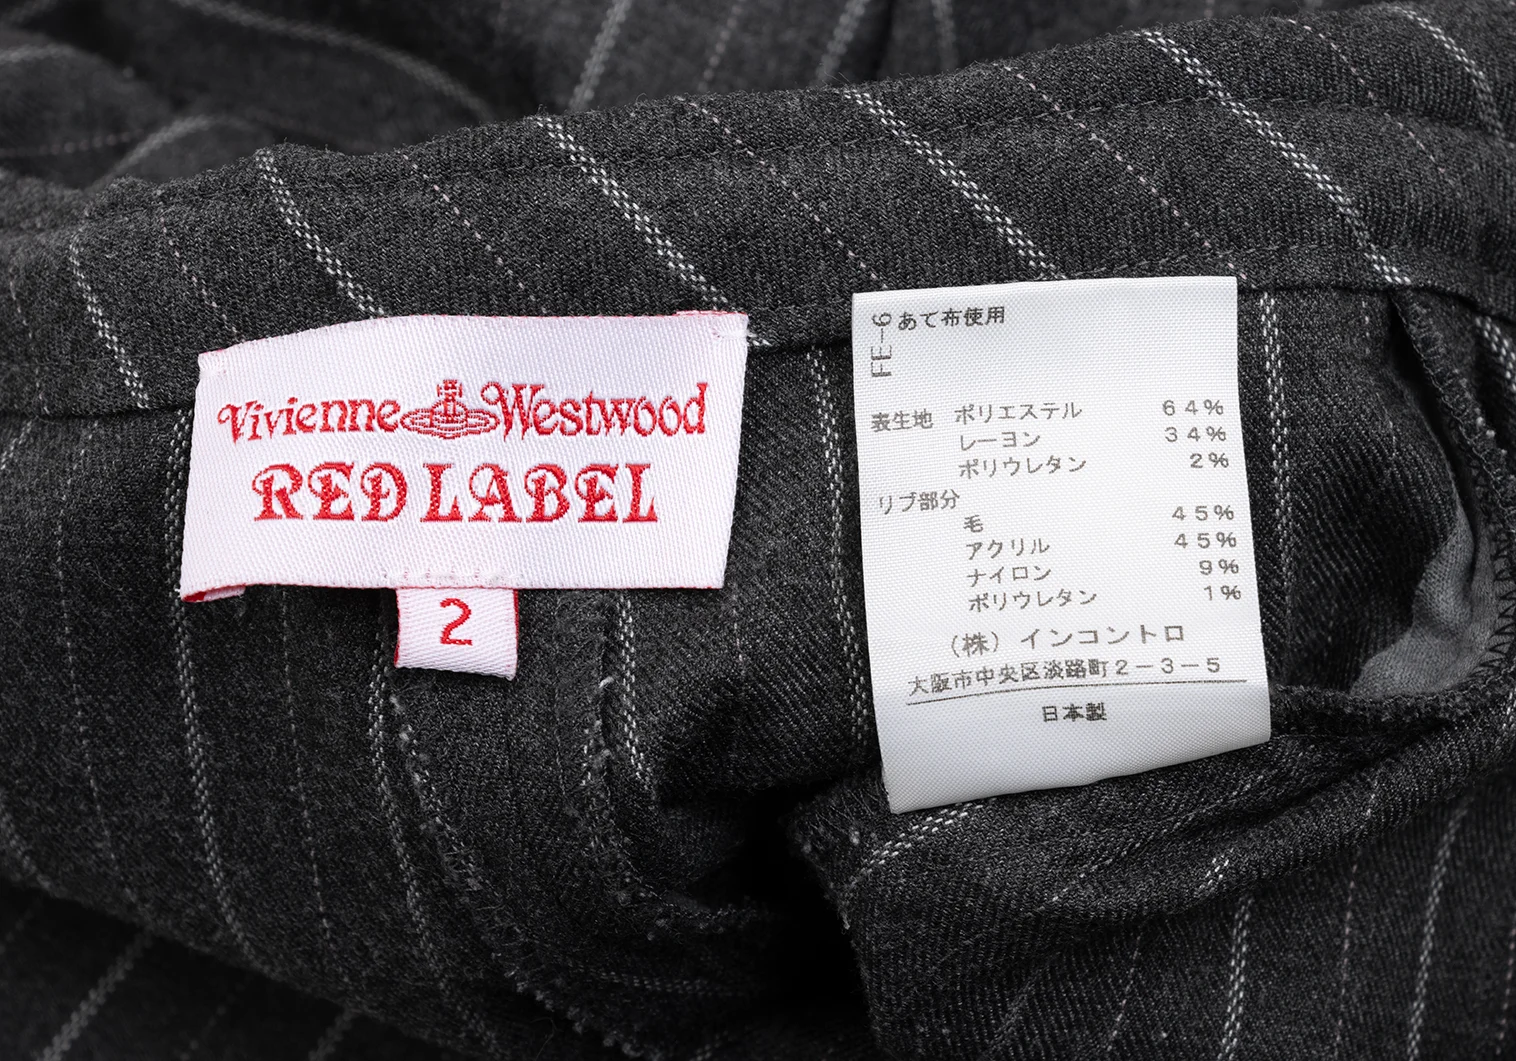 Vivienne Westwood
RED LABEL
2
FE-6
あて布使用
表生地 ポリエステル 64%
レーヨン 34%
ポリウレタン 2%
リブ部分
毛 45%
アクリル 45%
ナイロン 9%
ポリウレタン 1%
(株)インコントロ
大阪市中央区淡路町2-3-5
日本製